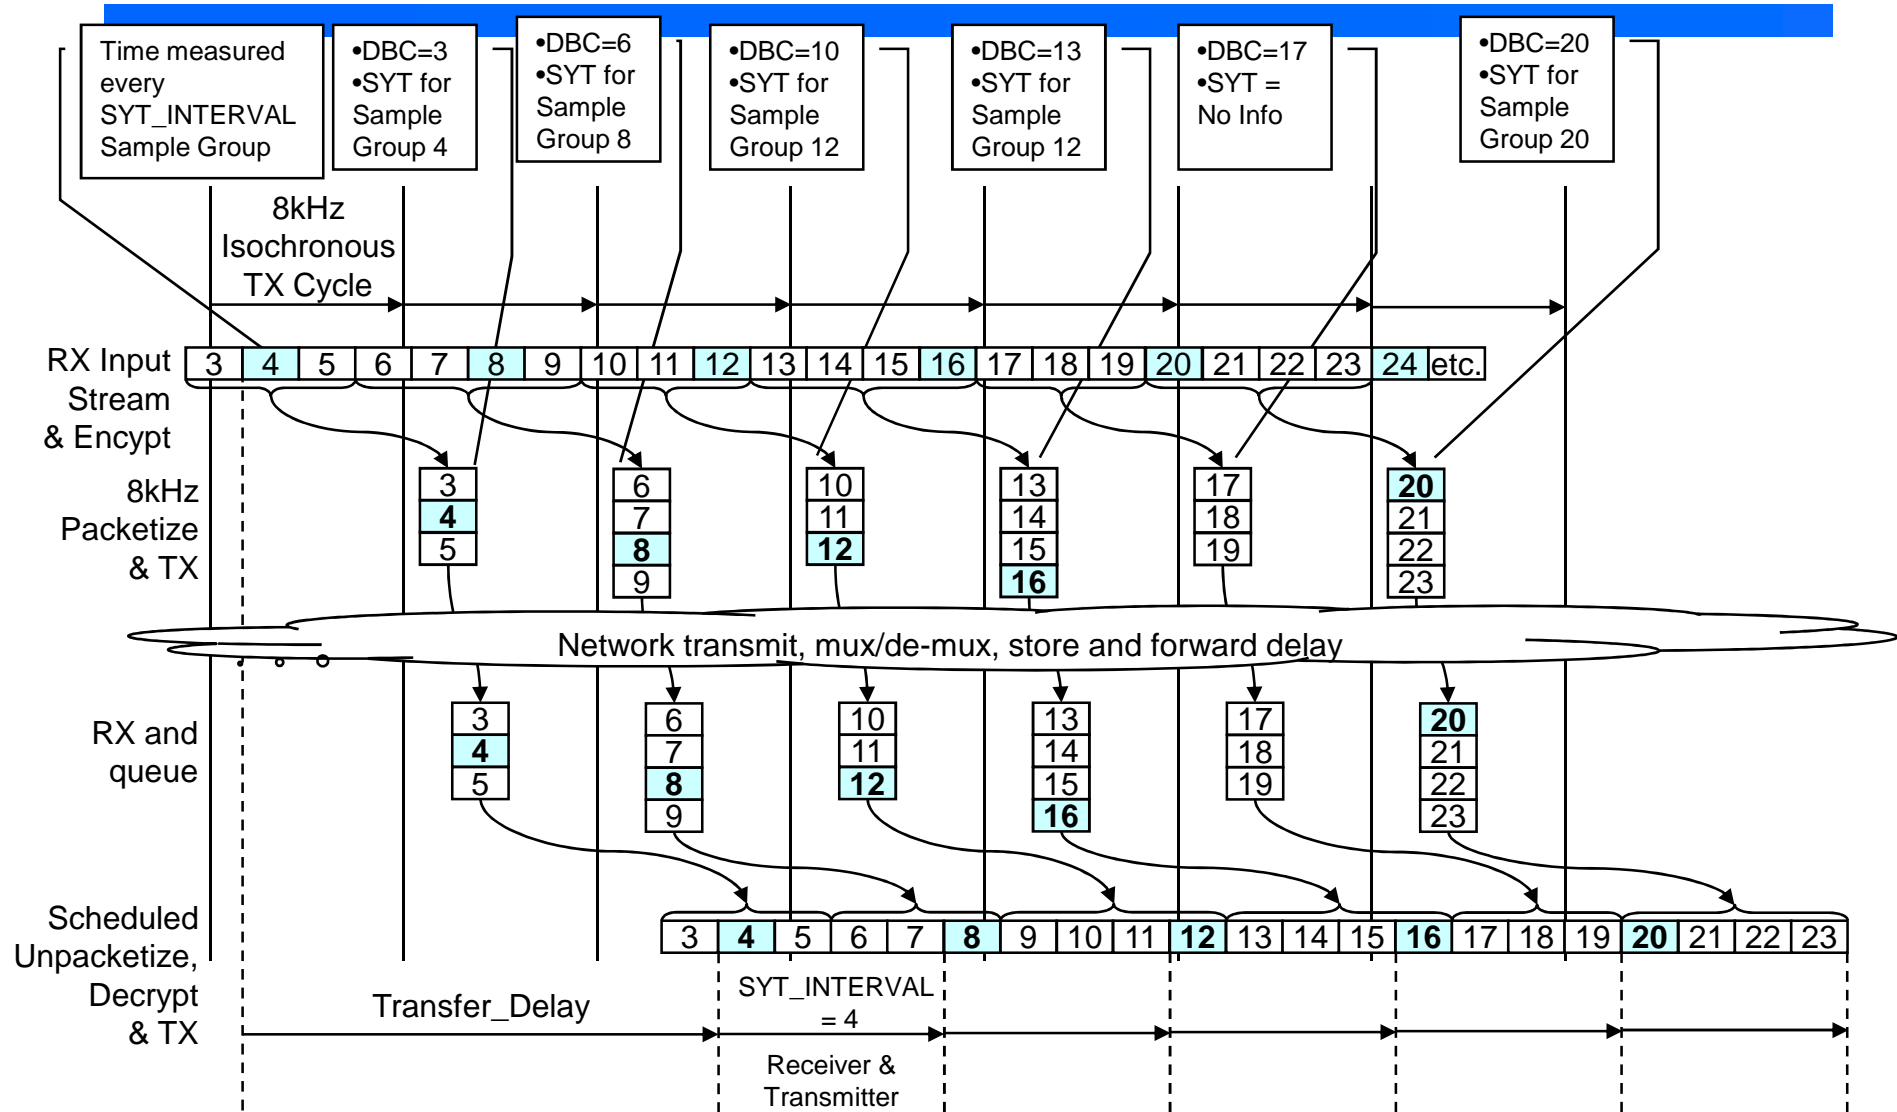 Time measured
every
SYT_INTERVAL
Sample Group
•DBC=3
•SYT for
Sample
Group 4
•DBC=6
•SYT for
Sample
Group 8
•DBC=10
•SYT for
Sample
Group 12
•DBC=13
•SYT for
Sample
Group 12
•DBC=17
•SYT =
No Info
•DBC=20
•SYT for
Sample
Group 20
8kHz
Isochronous
TX Cycle
RX Input
Stream
& Encypt
3 4 5 6 7 8 9 10 11 12 13 14 15 16 17 18 19 20 21 22 23 24 etc.
8kHz
Packetize
& TX
3
4
5
6
7
8
9
10
11
12
13
14
15
16
17
18
19
20
21
22
23
Network transmit, mux/de-mux, store and forward delay
RX and
queue
3
4
5
6
7
8
9
10
11
12
13
14
15
16
17
18
19
20
21
22
23
Scheduled
Unpacketize,
Decrypt
& TX
3 4 5 6 7 8 9 10 11 12 13 14 15 16 17 18 19 20 21 22 23
Transfer_Delay
SYT_INTERVAL
= 4
Receiver &
Transmitter